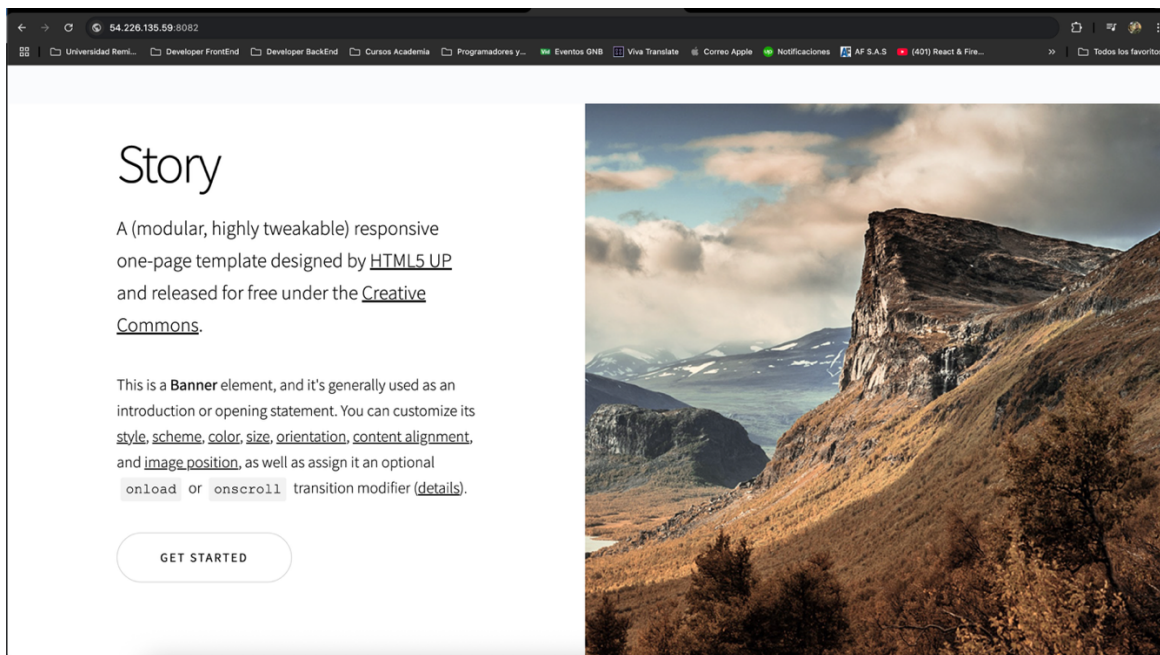 54.226.135.59:8082
Universidad Remi... Developer FrontEnd Developer BackEnd Cursos Academia Programadores y... Eventos GNB Viva Translate Correo Apple Notificaciones AF S.A.S (401) React & Fire... » Todos los favoritos
Story
A (modular, highly tweakable) responsive
one-page template designed by HTML5 UP
and released for free under the Creative
Commons.
This is a Banner element, and it's generally used as an
introduction or opening statement. You can customize its
style, scheme, color, size, orientation, content alignment,
and image position, as well as assign it an optional
onload or onscroll transition modifier (details).
GET STARTED